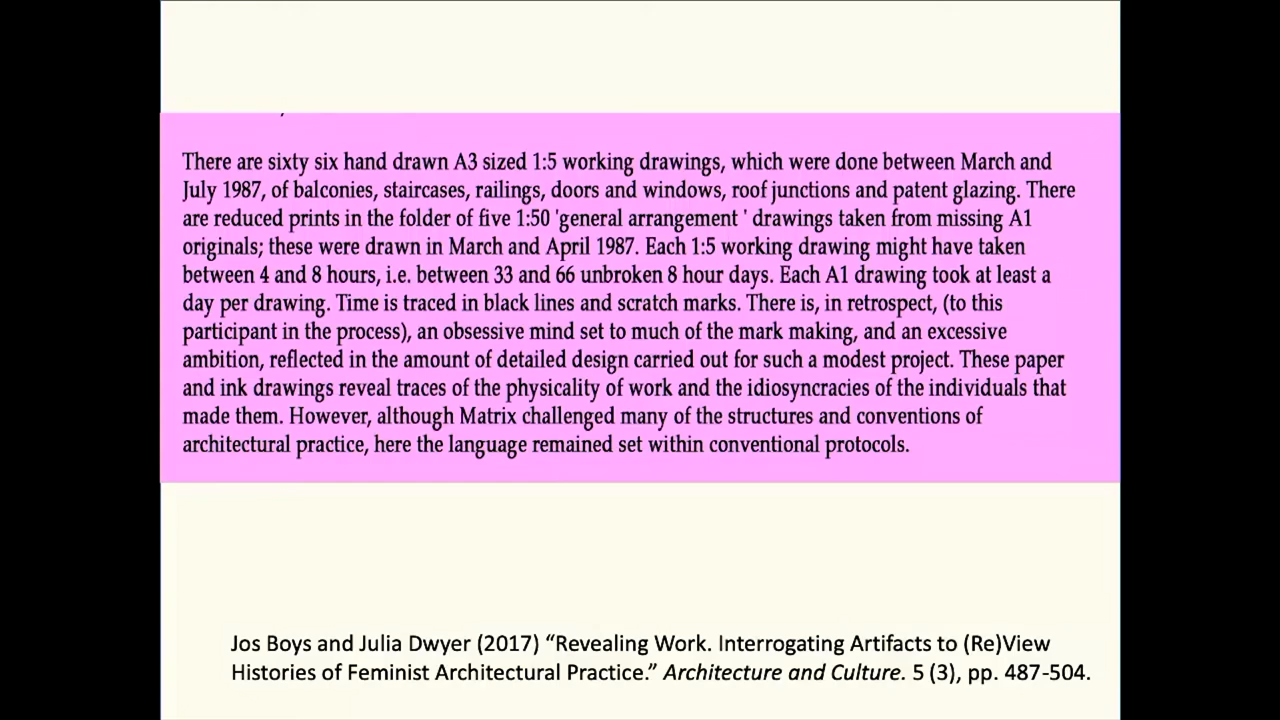 There are sixty six hand drawn A3 sized 1:5 working drawings, which were done between March and
July 1987, of balconies, staircases, railings, doors and windows, roof junctions and patent glazing. There
are reduced prints in the folder of five 1:50 'general arrangement ' drawings taken from missing A1
originals; these were drawn in March and April 1987. Each 1:5 working drawing might have taken
between 4 and 8 hours, i.e. between 33 and 66 unbroken 8 hour days. Each A1 drawing took at least a
day per drawing. Time is traced in black lines and scratch marks. There is, in retrospect, (to this
participant in the process), an obsessive mind set to much of the mark making, and an excessive
ambition, reflected in the amount of detailed design carried out for such a modest project. These paper
and ink drawings reveal traces of the physicality of work and the idiosyncracies of the individuals that
made them. However, although Matrix challenged many of the structures and conventions of
architectural practice, here the language remained set within conventional protocols.
Jos Boys and Julia Dwyer (2017) “Revealing Work. Interrogating Artifacts to (Re)View
Histories of Feminist Architectural Practice.” Architecture and Culture. 5 (3), pp. 487-504.